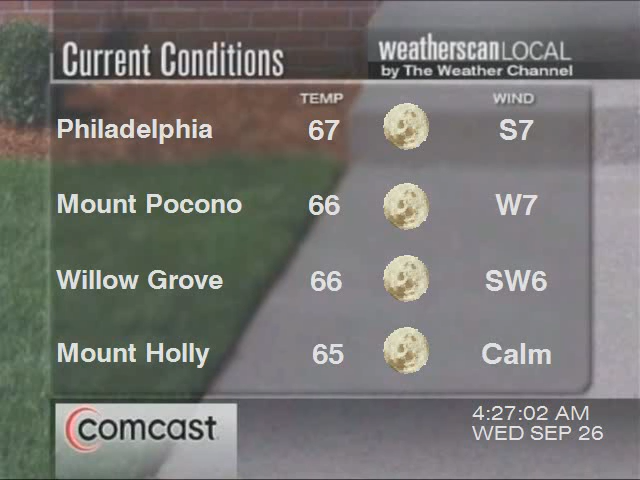 Current Conditions
weatherscanLOCAL
by The Weather Channel
TEMP WIND
Philadelphia 67 S7
Mount Pocono 66 W7
Willow Grove 66 SW6
Mount Holly 65 Calm
comcast
4:27:02 AM
WED SEP 26